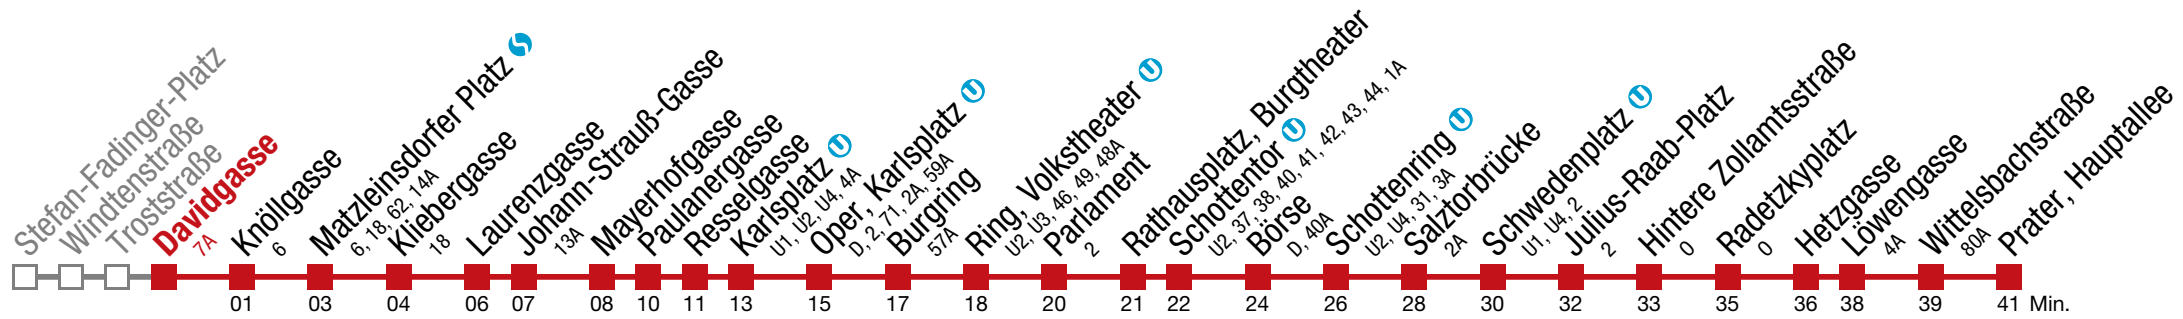 Stefan-Fadinger-Platz
Windtenstraße
Troststraße
Davidgasse
7A
Knöllgasse
6
Matzleinsdorfer Platz
6, 18, 62, 14A
Kliebergasse
18
Laurenzgasse
Johann-Strauß-Gasse
13A
Mayerhofgasse
Paulanergasse
Resselgasse
Karlsplatz U
U1, U2, U4, 4A
Oper, Karlsplatz U
D, 2, 71, 2A, 59A
Burgring
57A
Ring, Volkstheater U
U2, U3, 46, 49, 48A
Parlament
2
Rathausplatz, Burgtheater
Schottentor U
U2, 37, 38, 40, 41, 42, 43, 44, 1A
Börse
D, 40A
Schottenring U
U2, U4, 31, 3A
Salztorbrücke
2A
Schwedenplatz U
U1, U4, 2
Julius-Raab-Platz
2
Hintere Zollamtsstraße
0
Radetzkyplatz
0
Hetzgasse
Löwengasse
4A
Wittelsbachstraße
80A
Prater, Hauptallee
01 03 04 06 07 08 10 11 13 15 17 18 20 21 22 24 26 28 30 32 33 35 36 38 39 41 Min.